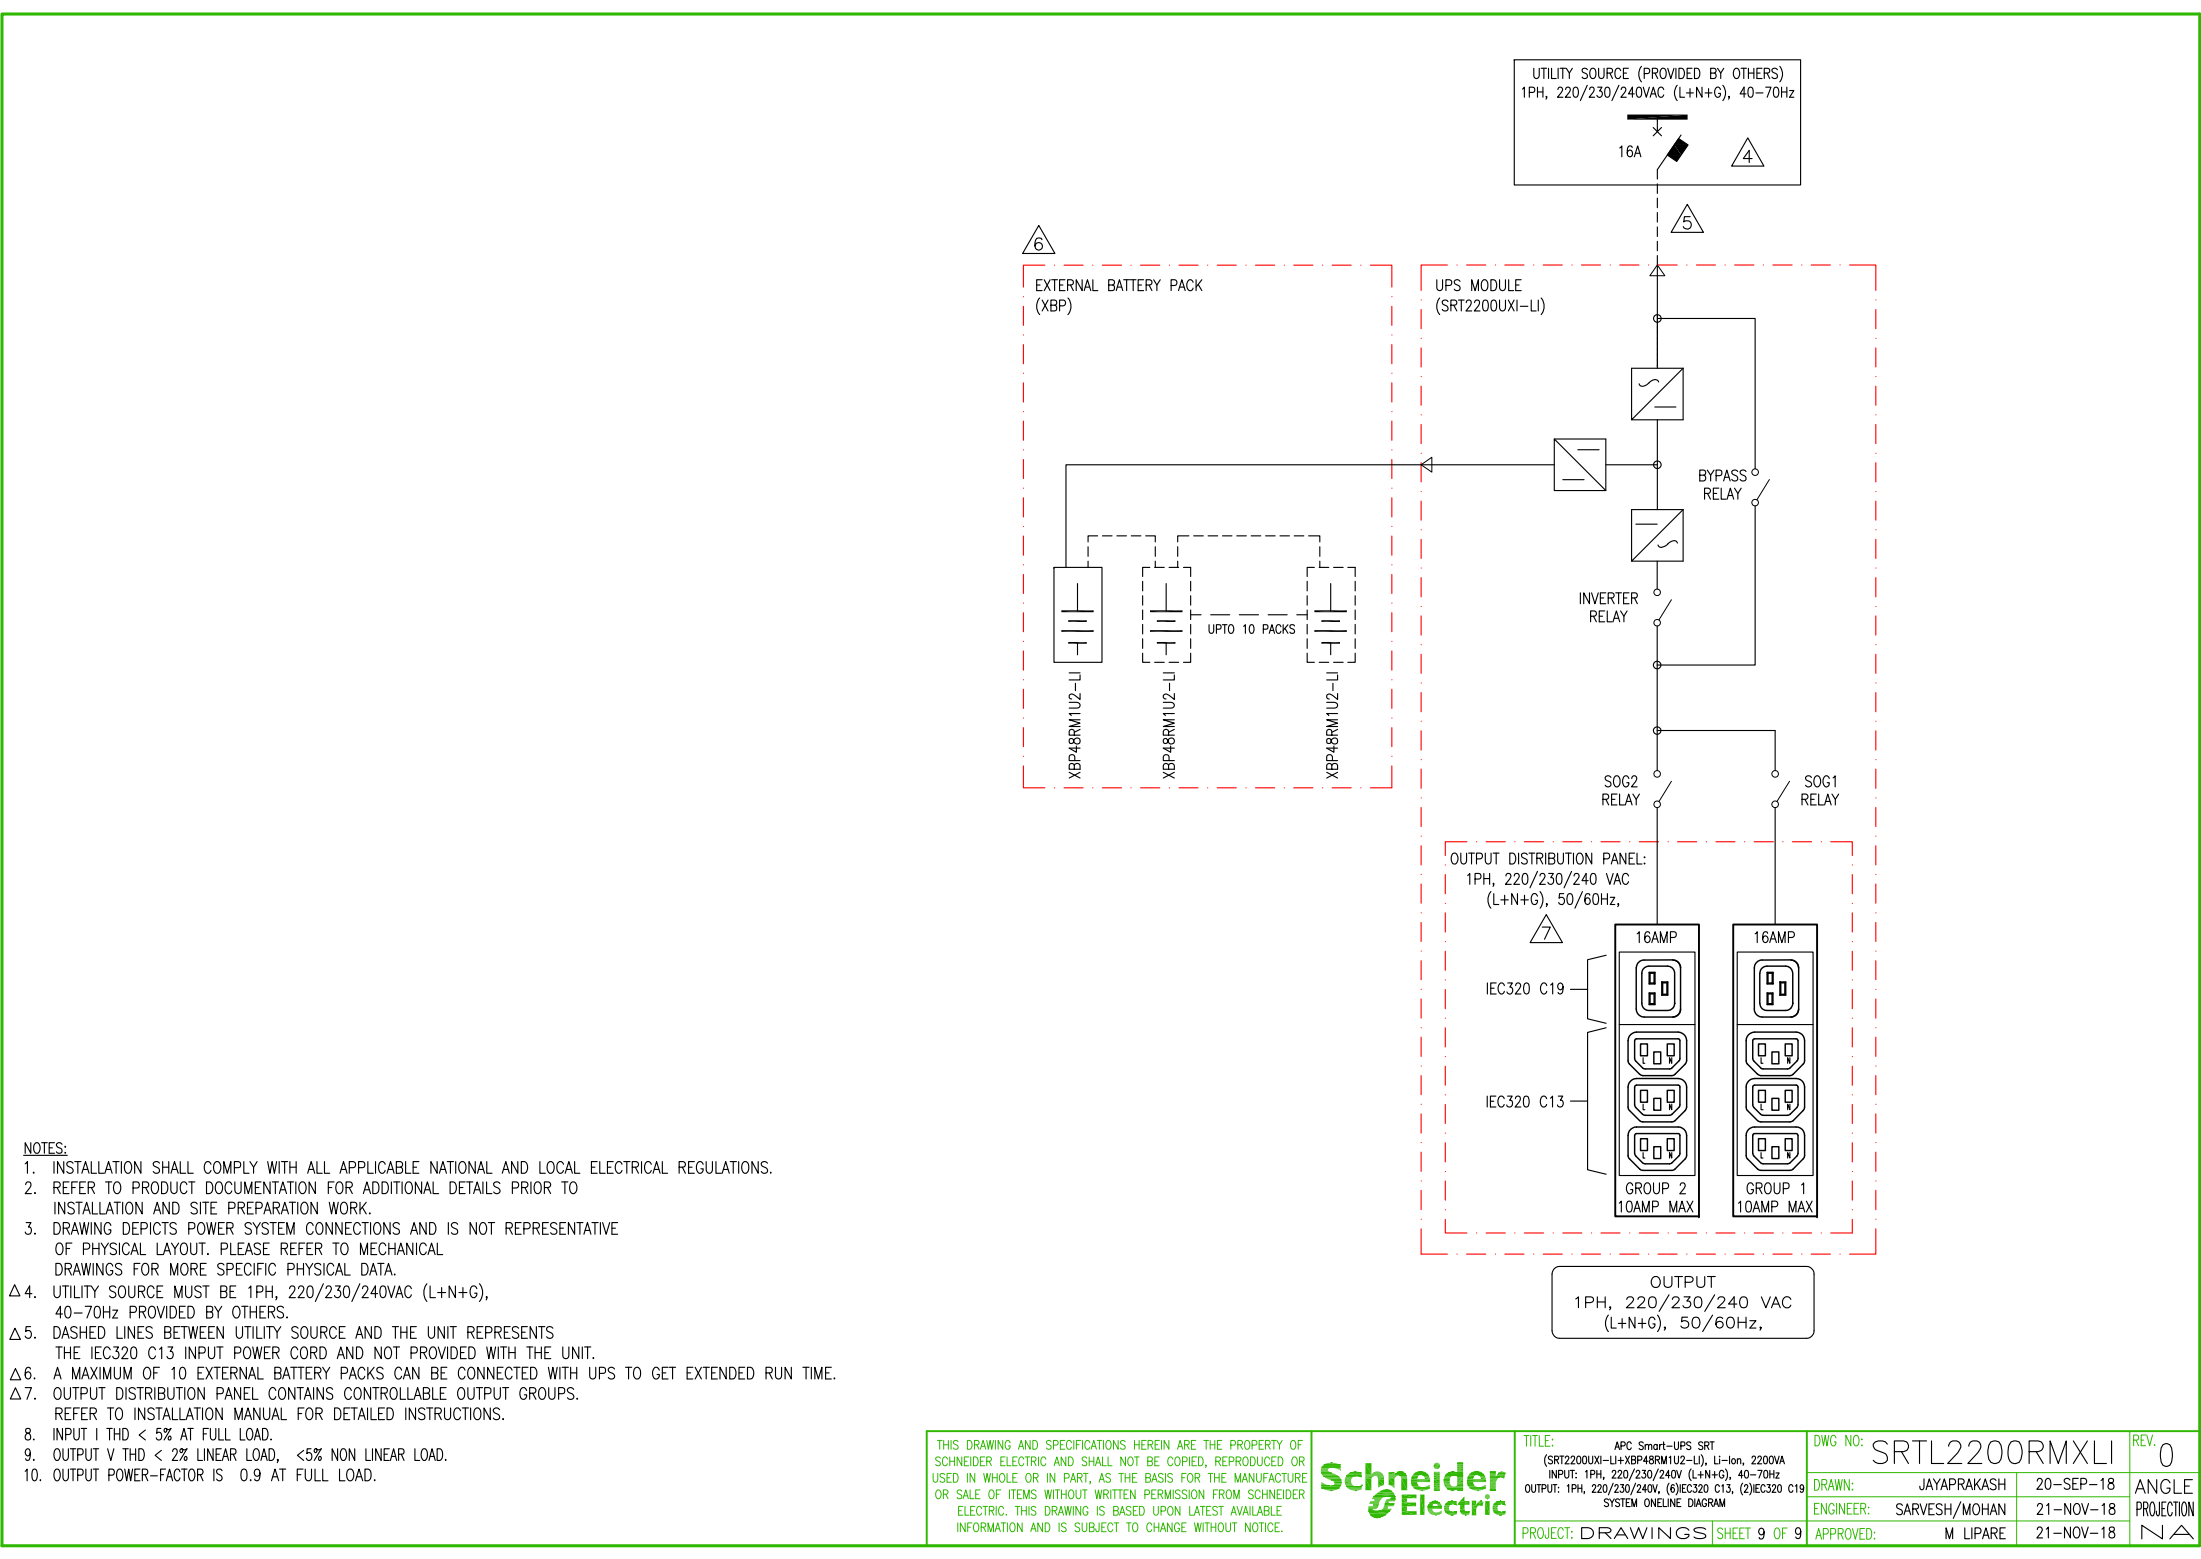 UTILITY SOURCE (PROVIDED BY OTHERS)
1PH, 220/230/240VAC (L+N+G), 40-70Hz
16A
4
5
6
EXTERNAL BATTERY PACK
(XBP)
UPS MODULE
(SRT2200UXI-LI)
BYPASS
RELAY
INVERTER
RELAY
UPTO 10 PACKS
XBP48RM1U2-LI
XBP48RM1U2-LI
XBP48RM1U2-LI
SOG2
RELAY
SOG1
RELAY
OUTPUT DISTRIBUTION PANEL:
1PH, 220/230/240 VAC
(L+N+G), 50/60Hz,
7
16AMP
16AMP
IEC320 C19
L N
L N
L N
L N
IEC320 C13
L N
L N
GROUP 2
10AMP MAX
GROUP 1
10AMP MAX
OUTPUT
1PH, 220/230/240 VAC
(L+N+G), 50/60Hz,
NOTES:
1. INSTALLATION SHALL COMPLY WITH ALL APPLICABLE NATIONAL AND LOCAL ELECTRICAL REGULATIONS.
2. REFER TO PRODUCT DOCUMENTATION FOR ADDITIONAL DETAILS PRIOR TO
INSTALLATION AND SITE PREPARATION WORK.
3. DRAWING DEPICTS POWER SYSTEM CONNECTIONS AND IS NOT REPRESENTATIVE
OF PHYSICAL LAYOUT. PLEASE REFER TO MECHANICAL
DRAWINGS FOR MORE SPECIFIC PHYSICAL DATA.
△4. UTILITY SOURCE MUST BE 1PH, 220/230/240VAC (L+N+G),
40-70Hz PROVIDED BY OTHERS.
△5. DASHED LINES BETWEEN UTILITY SOURCE AND THE UNIT REPRESENTS
THE IEC320 C13 INPUT POWER CORD AND NOT PROVIDED WITH THE UNIT.
△6. A MAXIMUM OF 10 EXTERNAL BATTERY PACKS CAN BE CONNECTED WITH UPS TO GET EXTENDED RUN TIME.
△7. OUTPUT DISTRIBUTION PANEL CONTAINS CONTROLLABLE OUTPUT GROUPS.
REFER TO INSTALLATION MANUAL FOR DETAILED INSTRUCTIONS.
8. INPUT I THD < 5% AT FULL LOAD.
9. OUTPUT V THD < 2% LINEAR LOAD, <5% NON LINEAR LOAD.
10. OUTPUT POWER-FACTOR IS 0.9 AT FULL LOAD.
THIS DRAWING AND SPECIFICATIONS HEREIN ARE THE PROPERTY OF
SCHNEIDER ELECTRIC AND SHALL NOT BE COPIED, REPRODUCED OR
USED IN WHOLE OR IN PART, AS THE BASIS FOR THE MANUFACTURE
OR SALE OF ITEMS WITHOUT WRITTEN PERMISSION FROM SCHNEIDER
ELECTRIC. THIS DRAWING IS BASED UPON LATEST AVAILABLE
INFORMATION AND IS SUBJECT TO CHANGE WITHOUT NOTICE.
Schneider
Electric
TITLE:
APC Smart-UPS SRT
(SRT2200UXI-LI+XBP48RM1U2-LI), Li-Ion, 2200VA
INPUT: 1PH, 220/230/240V (L+N+G), 40-70Hz
OUTPUT: 1PH, 220/230/240V, (6)IEC320 C13, (2)IEC320 C19
SYSTEM ONELINE DIAGRAM
PROJECT: DRAWINGS
SHEET 9 OF 9
DWG NO: SRTL2200RMXLI
REV. 0
DRAWN: JAYAPRAKASH 20-SEP-18
ENGINEER: SARVESH/MOHAN 21-NOV-18
APPROVED: M LIPARE 21-NOV-18
ANGLE
PROJECTION
NA